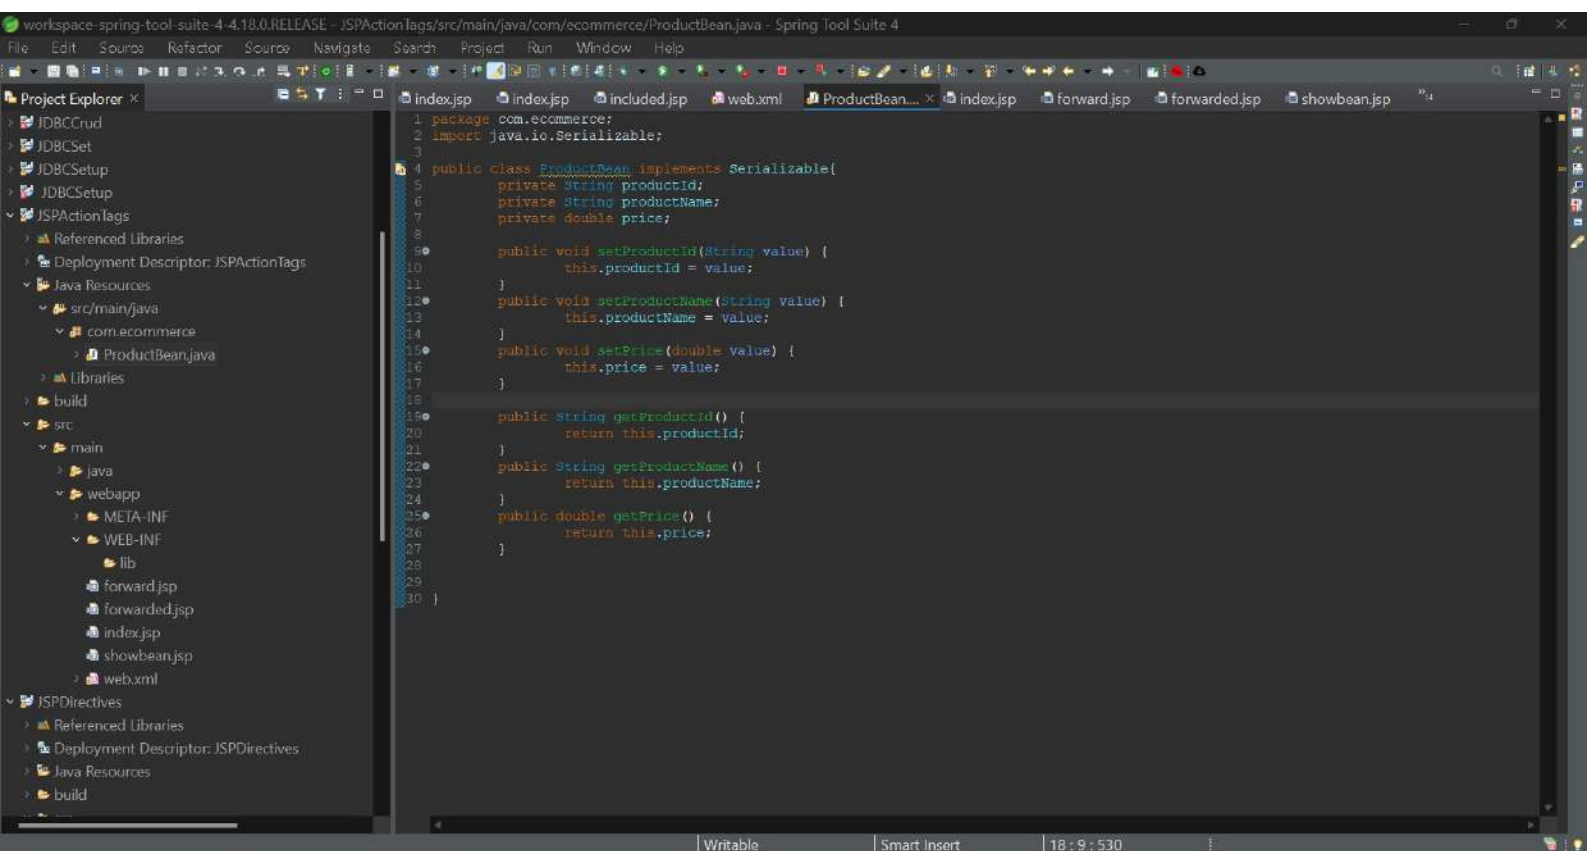 workspace-spring-tool-suite-4-4.18.0.RELEASE - JSPActionTags/src/main/java/com/ecommerce/ProductBean.java - Spring Tool Suite 4
File Edit Source Refactor Source Navigate Search Project Run Window Help
Project Explorer
index.jsp index.jsp included.jsp web.xml ProductBean.... index.jsp forward.jsp forwarded.jsp showbean.jsp
JDBCCrud
JDBCSet
JDBCSetup
JDBCSetup
JSPActionTags
Referenced Libraries
Deployment Descriptor: JSPActionTags
Java Resources
src/main/java
com.ecommerce
ProductBean.java
Libraries
build
src
main
java
webapp
META-INF
WEB-INF
lib
forward.jsp
forwarded.jsp
index.jsp
showbean.jsp
web.xml
JSPDirectives
Referenced Libraries
Deployment Descriptor: JSPDirectives
Java Resources
build
1 package com.ecommerce;
2 import java.io.Serializable;
3
4 public class ProductBean implements Serializable{
5 private String productId;
6 private String productName;
7 private double price;
8
9 public void setProductId(String value) {
10 this.productId = value;
11 }
12 public void setProductName(String value) {
13 this.productName = value;
14 }
15 public void setPrice(double value) {
16 this.price = value;
17 }
18
19 public String getProductId() {
20 return this.productId;
21 }
22 public String getProductName() {
23 return this.productName;
24 }
25 public double getPrice() {
26 return this.price;
27 }
28
29
30 }
Writable Smart Insert 18 : 9 : 530